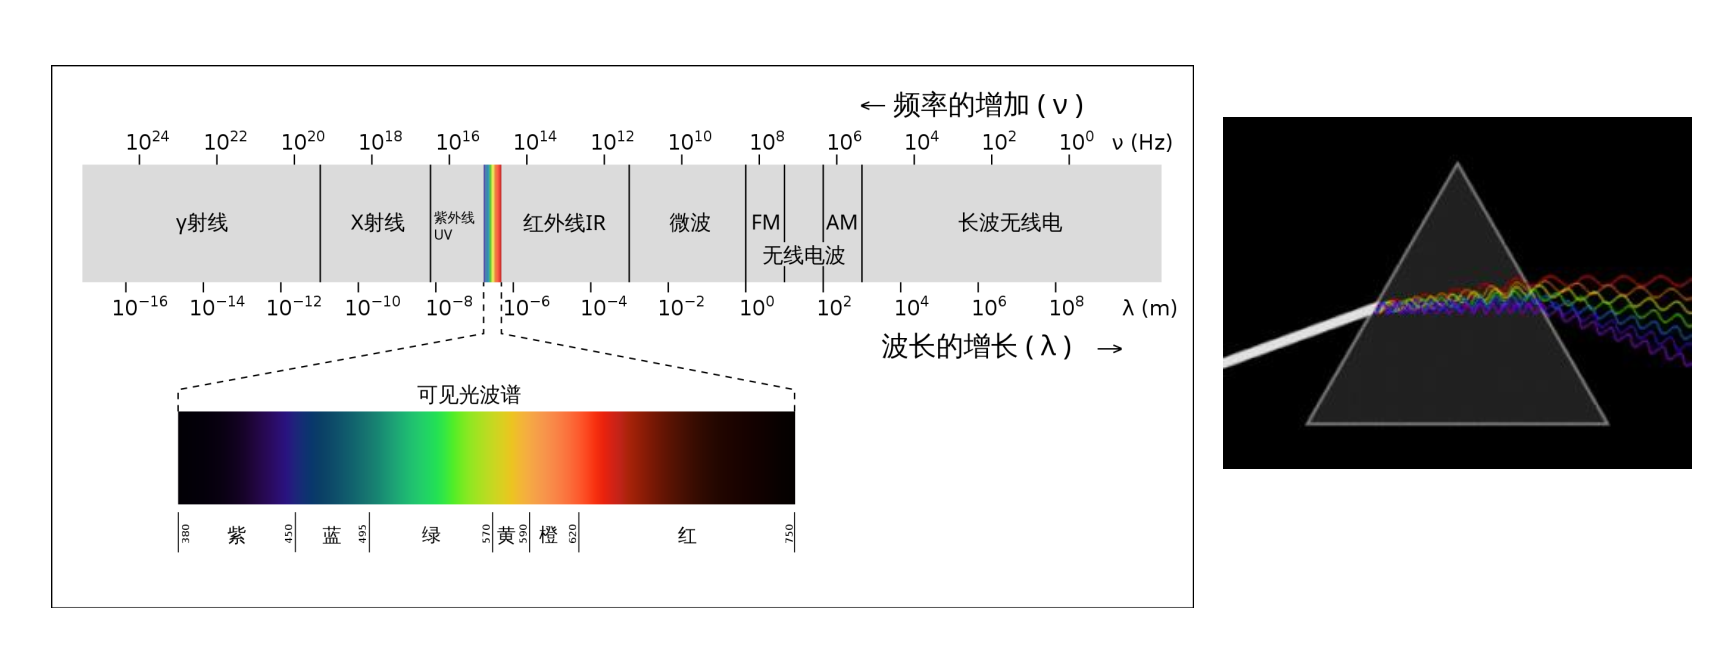 ← 频率的增加 ( ν )
10²⁴ 10²² 10²⁰ 10¹⁸ 10¹⁶ 10¹⁴ 10¹² 10¹⁰ 10⁸ 10⁶ 10⁴ 10² 10⁰ ν (Hz)
γ射线 X射线 紫外线 红外线IR 微波 FM AM 长波无线电
UV
无线电波
10⁻¹⁶ 10⁻¹⁴ 10⁻¹² 10⁻¹⁰ 10⁻⁸ 10⁻⁶ 10⁻⁴ 10⁻² 10⁰ 10² 10⁴ 10⁶ 10⁸ λ (m)
波长的增长 ( λ ) →
可见光波谱
380 紫 450 蓝 495 绿 570 黄 590 橙 620 红 750